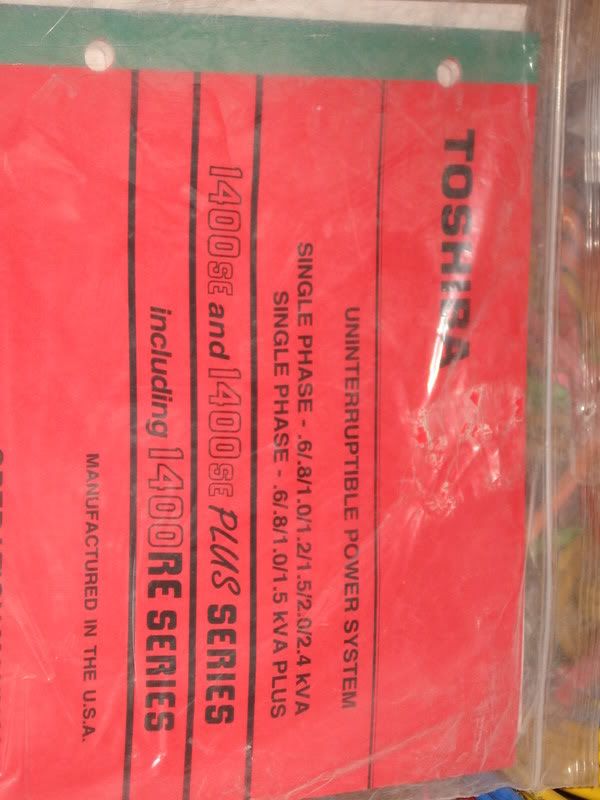 TOSHIBA
UNINTERRUPTIBLE POWER SYSTEM
SINGLE PHASE - .6/.8/1.0/1.2/1.5/2.0/2.4 kVA
SINGLE PHASE - .6/.8/1.0/1.5 kVA PLUS
1400SE and 1400SE PLUS SERIES
including 1400RE SERIES
MANUFACTURED IN THE U.S.A.